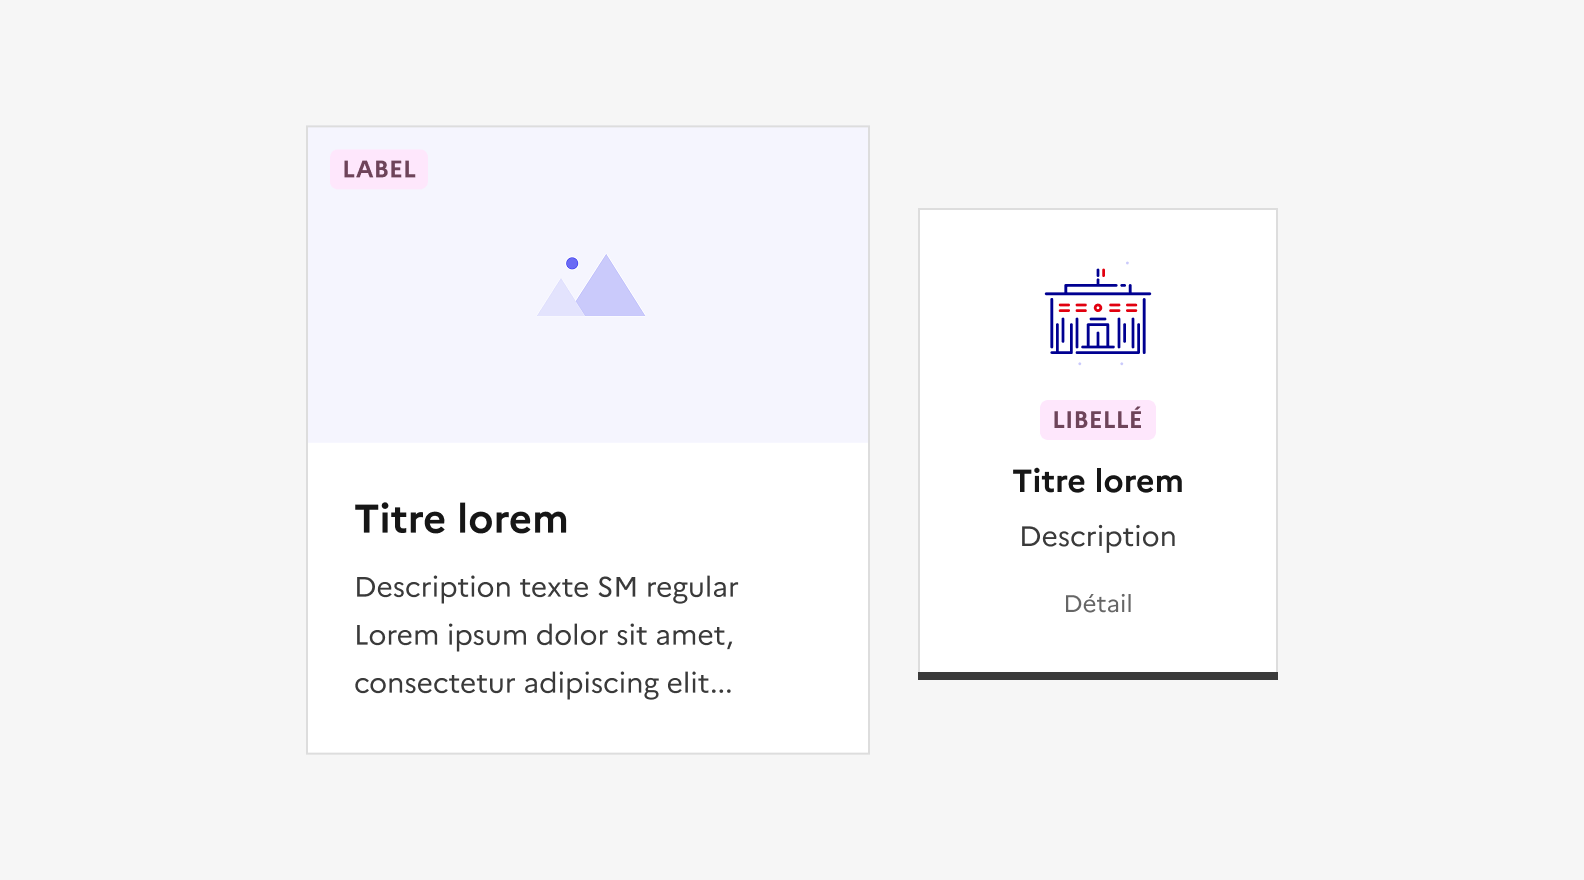 LABEL
Titre lorem
Description texte SM regular
Lorem ipsum dolor sit amet,
consectetur adipiscing elit...
LIBELLÉ
Titre lorem
Description
Détail